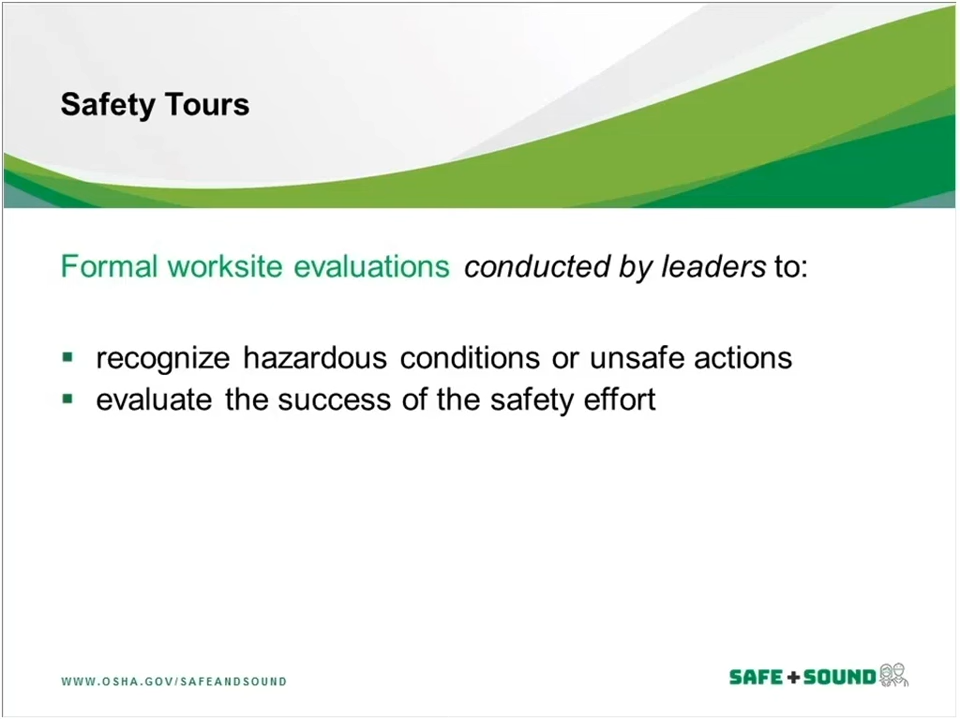 Safety Tours
Formal worksite evaluations conducted by leaders to:
▪ recognize hazardous conditions or unsafe actions
▪ evaluate the success of the safety effort
WWW.OSHA.GOV/SAFEANDSOUND
SAFE+SOUND